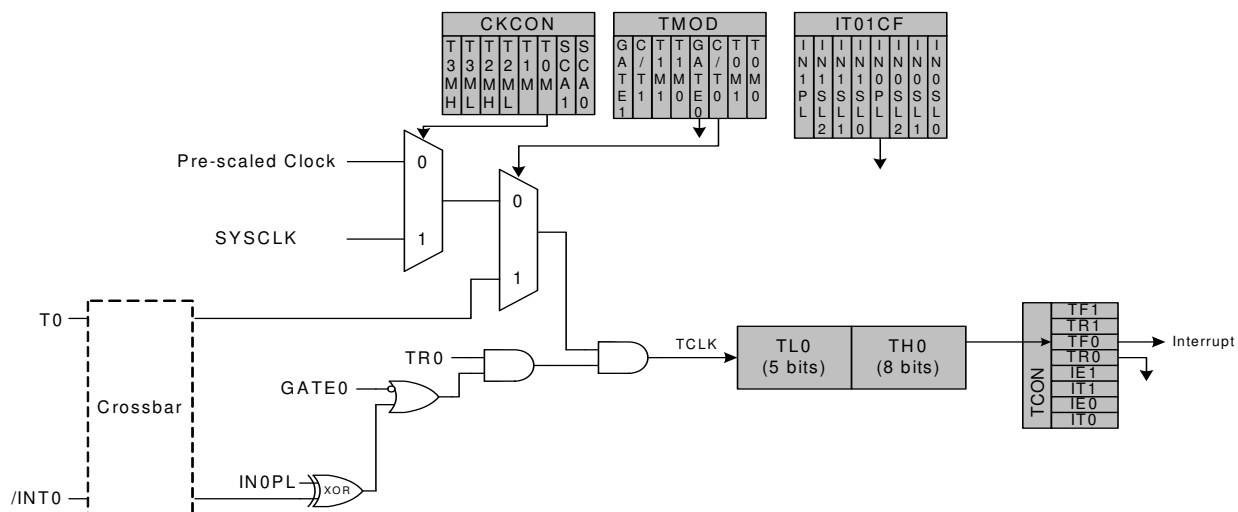 CKCON
T3MH T3ML T2MH T2ML T1M T0M SCA1 SCA0
TMOD
GATE1 C/T1 T1M1 T1M0 GATE0 C/T0 T0M1 T0M0
IT01CF
IN1PL IN1SL2 IN1SL1 IN1SL0 IN0PL IN0SL2 IN0SL1 IN0SL0
Pre-scaled Clock
0
SYSCLK
1
0
1
T0
Crossbar
/INT0
TR0
GATE0
IN0PL
XOR
TCLK
TL0
(5 bits)
TH0
(8 bits)
TCON
TF1
TR1
TF0
TR0
IE1
IT1
IE0
IT0
Interrupt